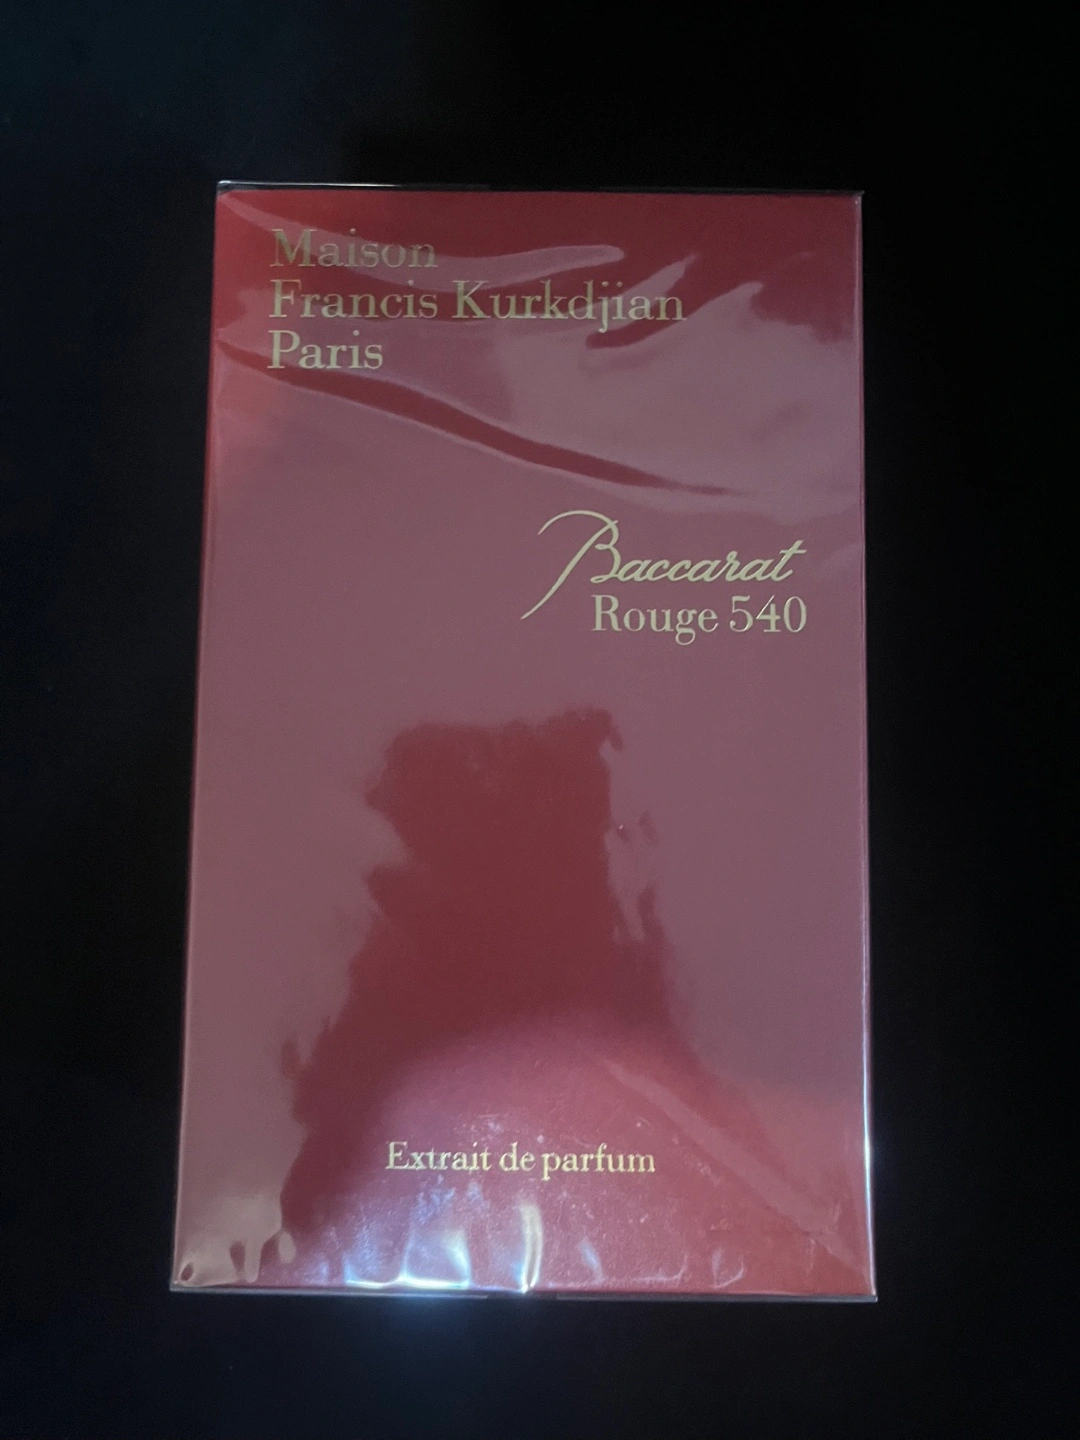 Maison
Francis Kurkdjian
Paris
Baccarat
Rouge 540
Extrait de parfum